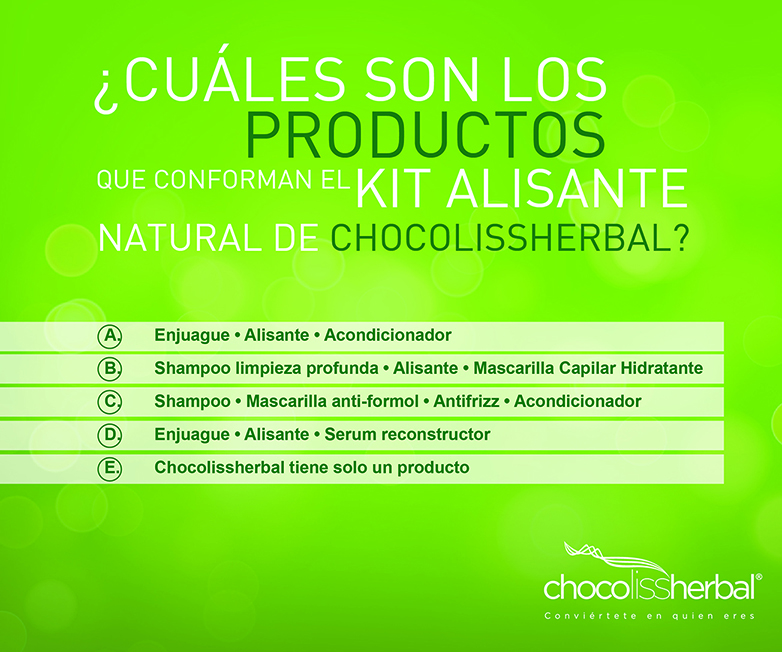 ¿CUÁLES SON LOS
PRODUCTOS
QUE CONFORMAN EL KIT ALISANTE
NATURAL DE CHOCOLISSHERBAL?
A. Enjuague • Alisante • Acondicionador
B. Shampoo limpieza profunda • Alisante • Mascarilla Capilar Hidratante
C. Shampoo • Mascarilla anti-formol • Antifrizz • Acondicionador
D. Enjuague • Alisante • Serum reconstructor
E. Chocolissherbal tiene solo un producto
chocolissherbal®
Conviértete en quien eres